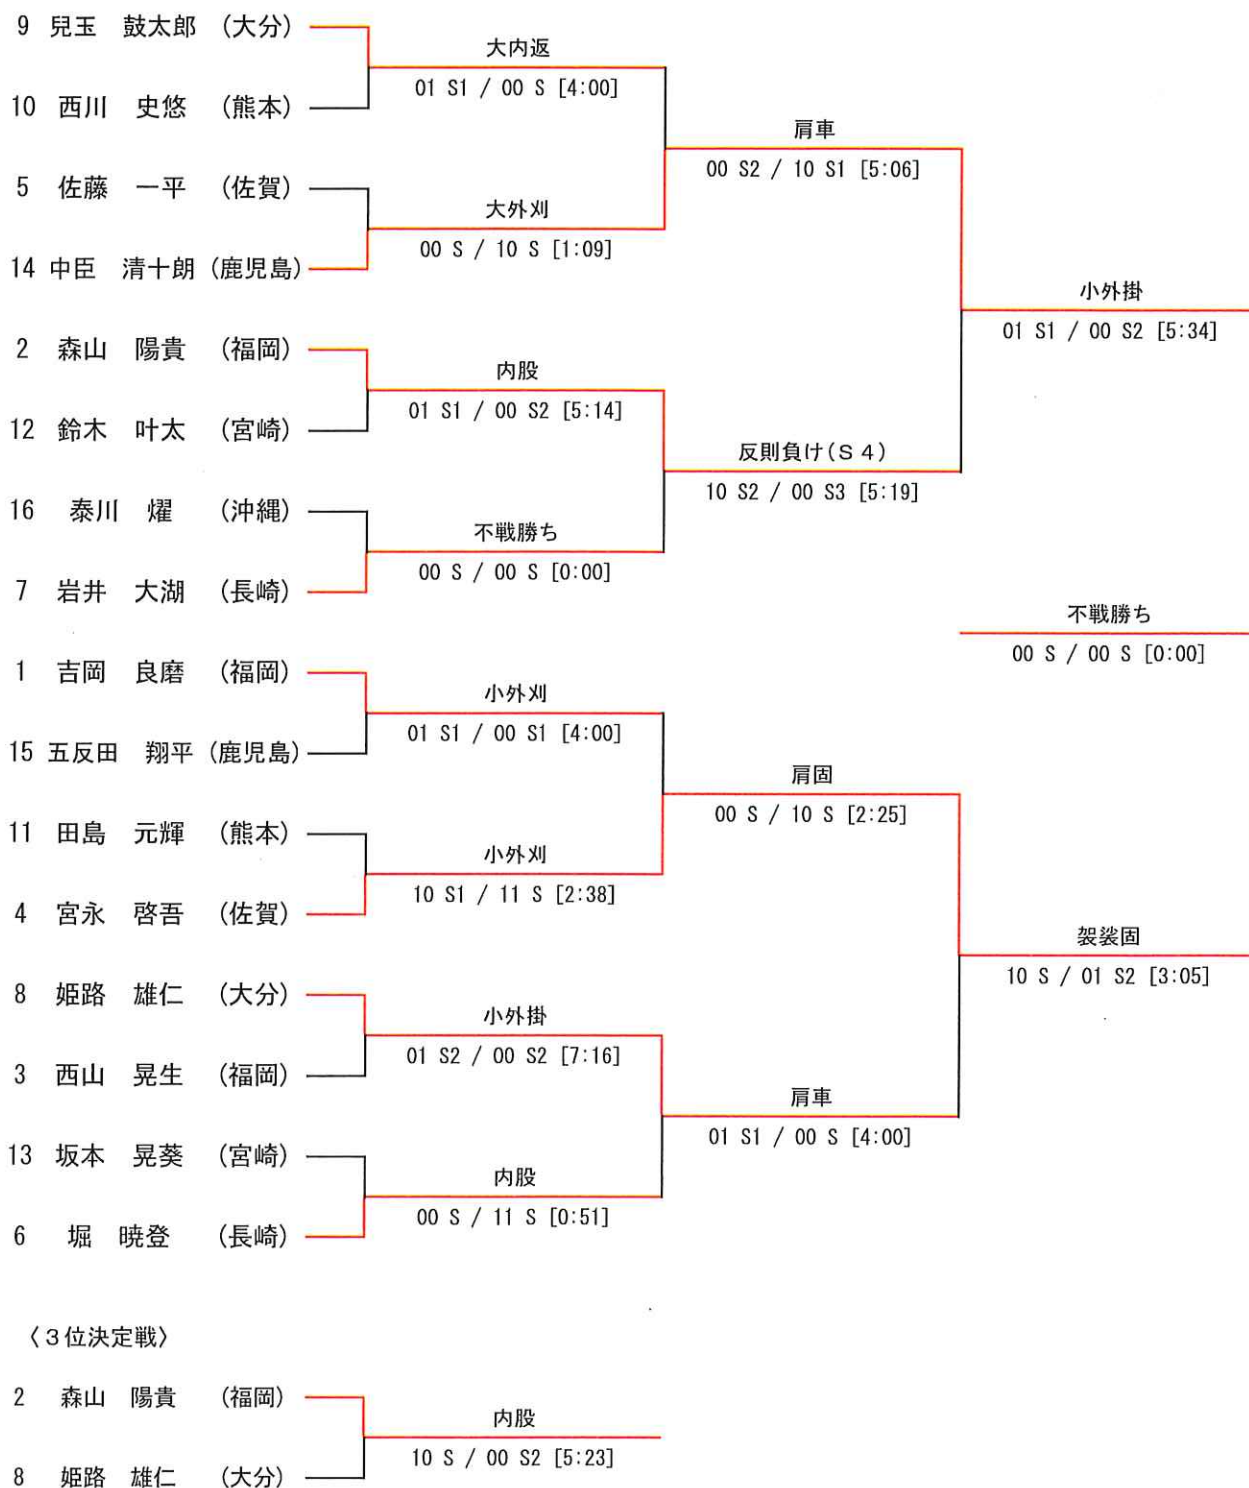 9 兒玉 鼓太郎 (大分)
大内返
01 S1 / 00 S [4:00]
10 西川 史悠 (熊本)
肩車
00 S2 / 10 S1 [5:06]
5 佐藤 一平 (佐賀)
大外刈
00 S / 10 S [1:09]
14 中臣 清十朗 (鹿児島)
小外掛
01 S1 / 00 S2 [5:34]
2 森山 陽貴 (福岡)
内股
01 S1 / 00 S2 [5:14]
12 鈴木 叶太 (宮崎)
反則負け(S4)
10 S2 / 00 S3 [5:19]
16 泰川 燿 (沖縄)
不戦勝ち
00 S / 00 S [0:00]
7 岩井 大湖 (長崎)
不戦勝ち
00 S / 00 S [0:00]
1 吉岡 良磨 (福岡)
小外刈
01 S1 / 00 S1 [4:00]
15 五反田 翔平 (鹿児島)
肩固
00 S / 10 S [2:25]
11 田島 元輝 (熊本)
小外刈
10 S1 / 11 S [2:38]
4 宮永 啓吾 (佐賀)
袈裟固
10 S / 01 S2 [3:05]
8 姫路 雄仁 (大分)
小外掛
01 S2 / 00 S2 [7:16]
3 西山 晃生 (福岡)
肩車
01 S1 / 00 S [4:00]
13 坂本 晃葵 (宮崎)
内股
00 S / 11 S [0:51]
6 堀 暁登 (長崎)
〈3位決定戦〉
2 森山 陽貴 (福岡)
内股
10 S / 00 S2 [5:23]
8 姫路 雄仁 (大分)